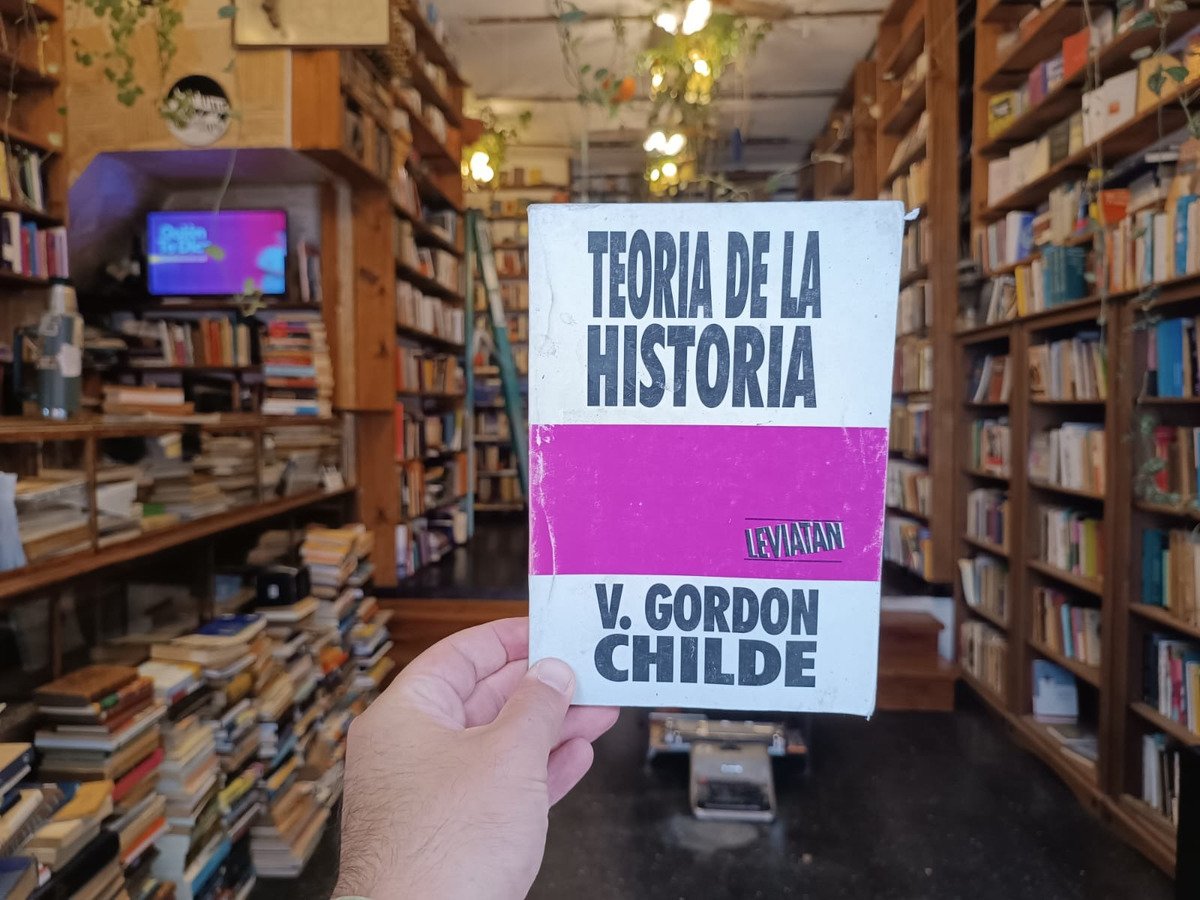 TEORIA DE LA
HISTORIA
LEVIATAN
V. GORDON
CHILDE